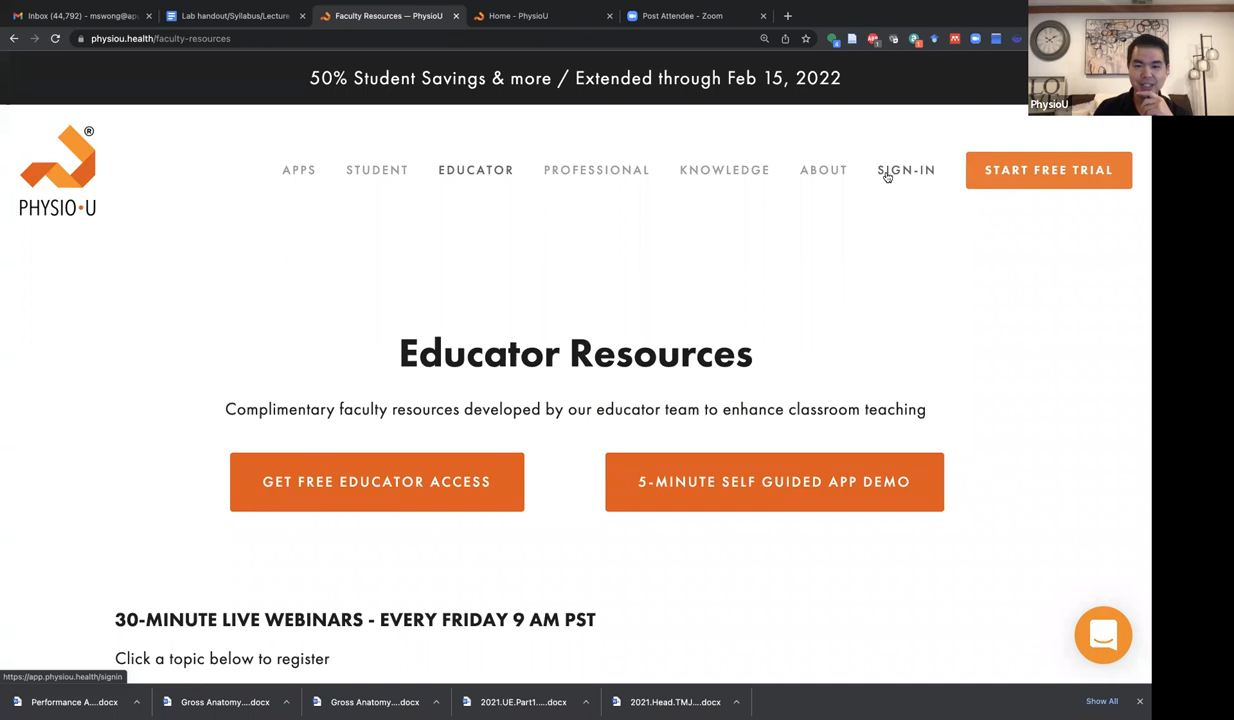 Inbox (44,792) - mswong@ap
Lab handout/Syllabus/Lecture
Faculty Resources — PhysioU
Home - PhysioU
Post Attendee - Zoom
physiou.health/faculty-resources
50% Student Savings & more / Extended through Feb 15, 2022
PhysioU
®
PHYSIO•U
APPS
STUDENT
EDUCATOR
PROFESSIONAL
KNOWLEDGE
ABOUT
SIGN-IN
START FREE TRIAL
Educator Resources
Complimentary faculty resources developed by our educator team to enhance classroom teaching
GET FREE EDUCATOR ACCESS
5-MINUTE SELF GUIDED APP DEMO
30-MINUTE LIVE WEBINARS - EVERY FRIDAY 9 AM PST
Click a topic below to register
https://app.physiou.health/signin
Performance A....docx
Gross Anatomy....docx
Gross Anatomy....docx
2021.UE.Part1.....docx
2021.Head.TMJ....docx
Show All